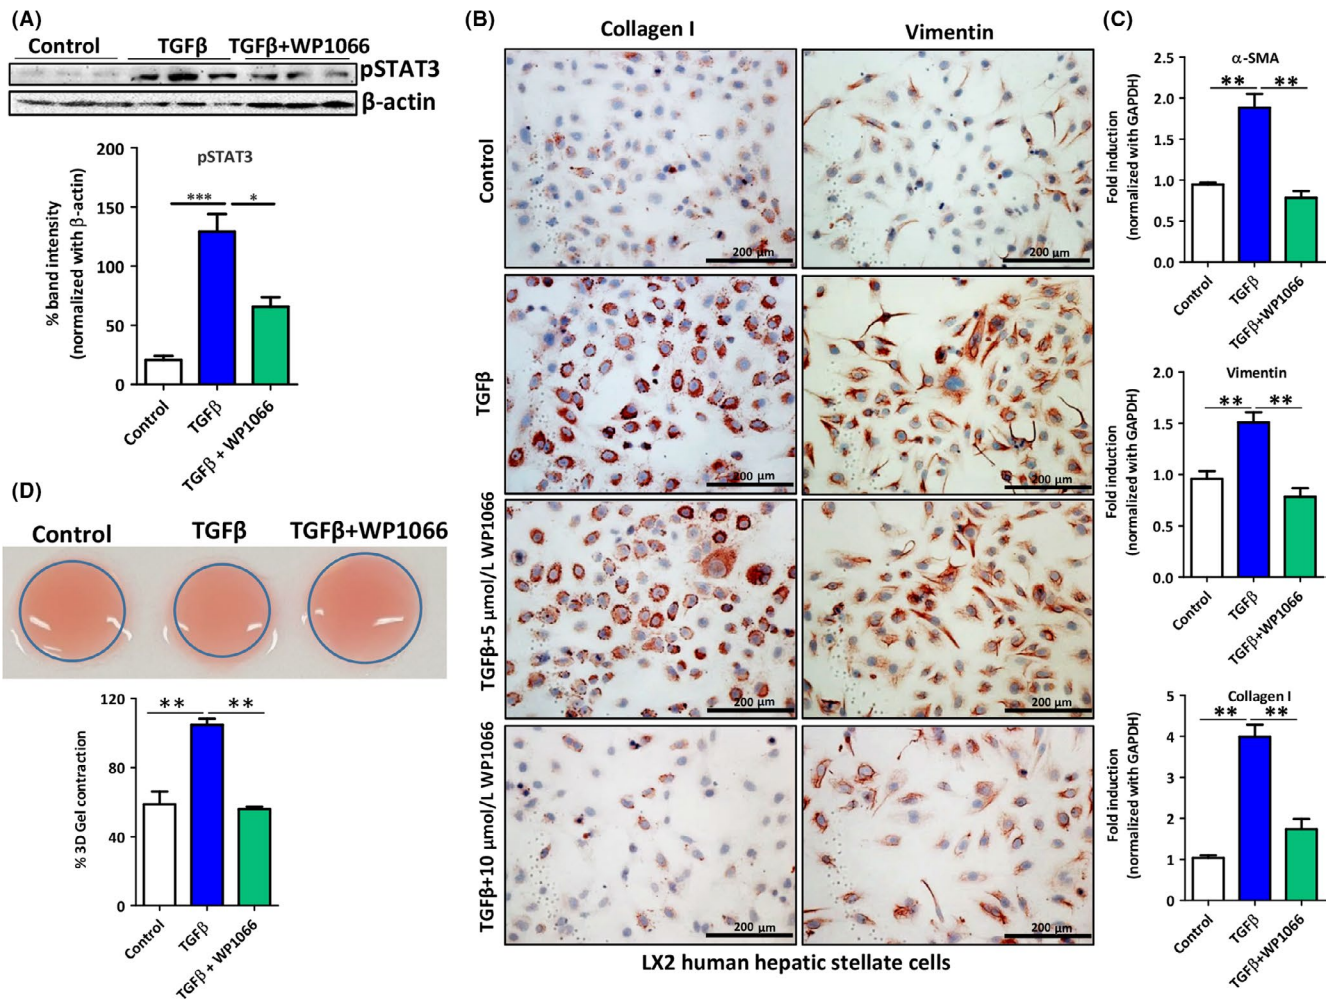 (A)
Control TGFβ TGFβ+WP1066
pSTAT3
β-actin
pSTAT3
% band intensity
(normalized with β-actin)
200
150
100
50
0
*** *
Control
TGFβ
TGFβ + WP1066
(B)
Collagen I Vimentin
Control
200 µm 200 µm
TGFβ
200 µm 200 µm
TGFβ+5 µmol/L WP1066
200 µm 200 µm
TGFβ+10 µmol/L WP1066
200 µm 200 µm
LX2 human hepatic stellate cells
(C)
α-SMA
Fold induction
(normalized with GAPDH)
2.5
2.0
1.5
1.0
0.5
0.0
** **
Control
TGFβ
TGFβ+WP1066
Vimentin
Fold induction
(normalized with GAPDH)
2.0
1.5
1.0
0.5
0.0
** **
Control
TGFβ
TGFβ+WP1066
Collagen I
Fold induction
(normalized with GAPDH)
5
4
3
2
1
0
** **
Control
TGFβ
TGFβ+WP1066
(D)
Control TGFβ TGFβ+WP1066
% 3D Gel contraction
120
80
40
0
** **
Control
TGFβ
TGFβ + WP1066